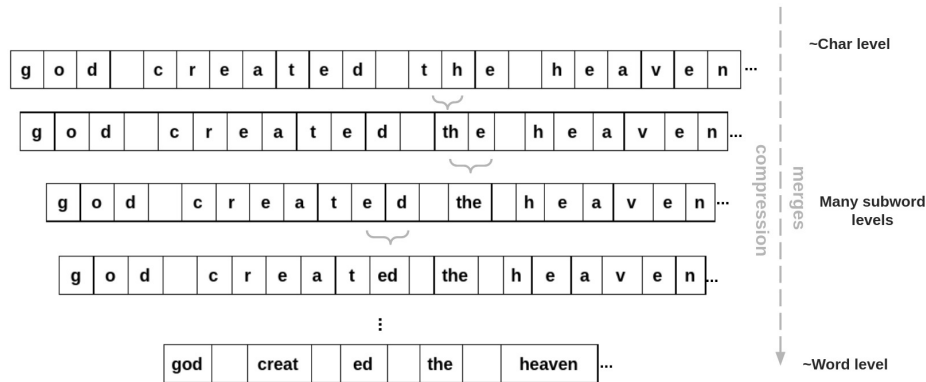 g o d c r e a t e d t h e h e a v e n ...
~Char level
g o d c r e a t e d th e h e a v e n ...
g o d c r e a t e d the h e a v e n ...
compression
merges
Many subword
levels
g o d c r e a t ed the h e a v e n ...
⋮
god creat ed the heaven ...
~Word level